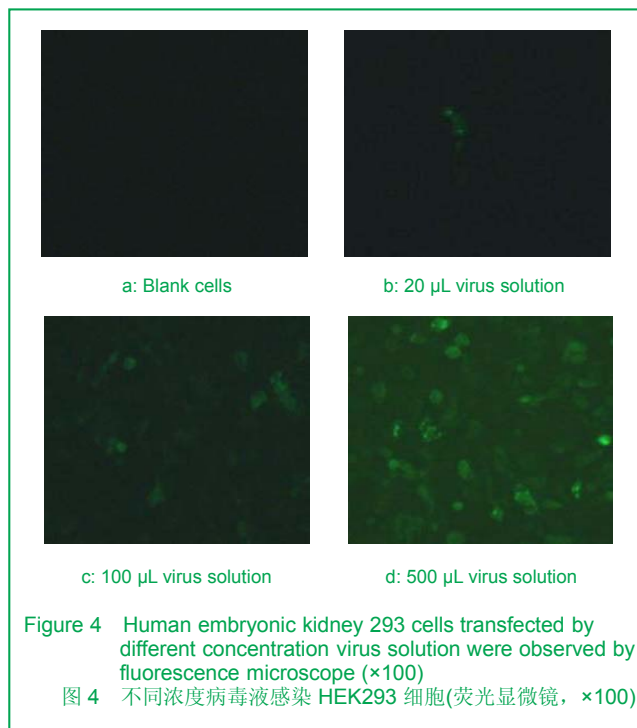 a: Blank cells
b: 20 μL virus solution
c: 100 μL virus solution
d: 500 μL virus solution
Figure 4 Human embryonic kidney 293 cells transfected by
different concentration virus solution were observed by
fluorescence microscope (×100)
图 4 不同浓度病毒液感染 HEK293 细胞(荧光显微镜，×100)